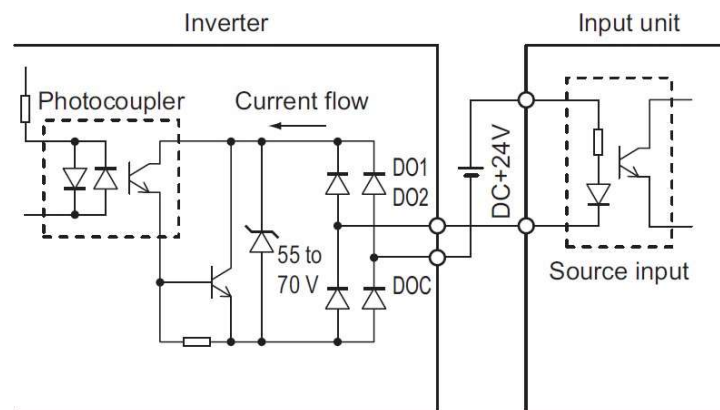 Inverter
Input unit
Photocoupler
Current flow
DO1
DO2
DC+24V
55 to
70 V
DOC
Source input